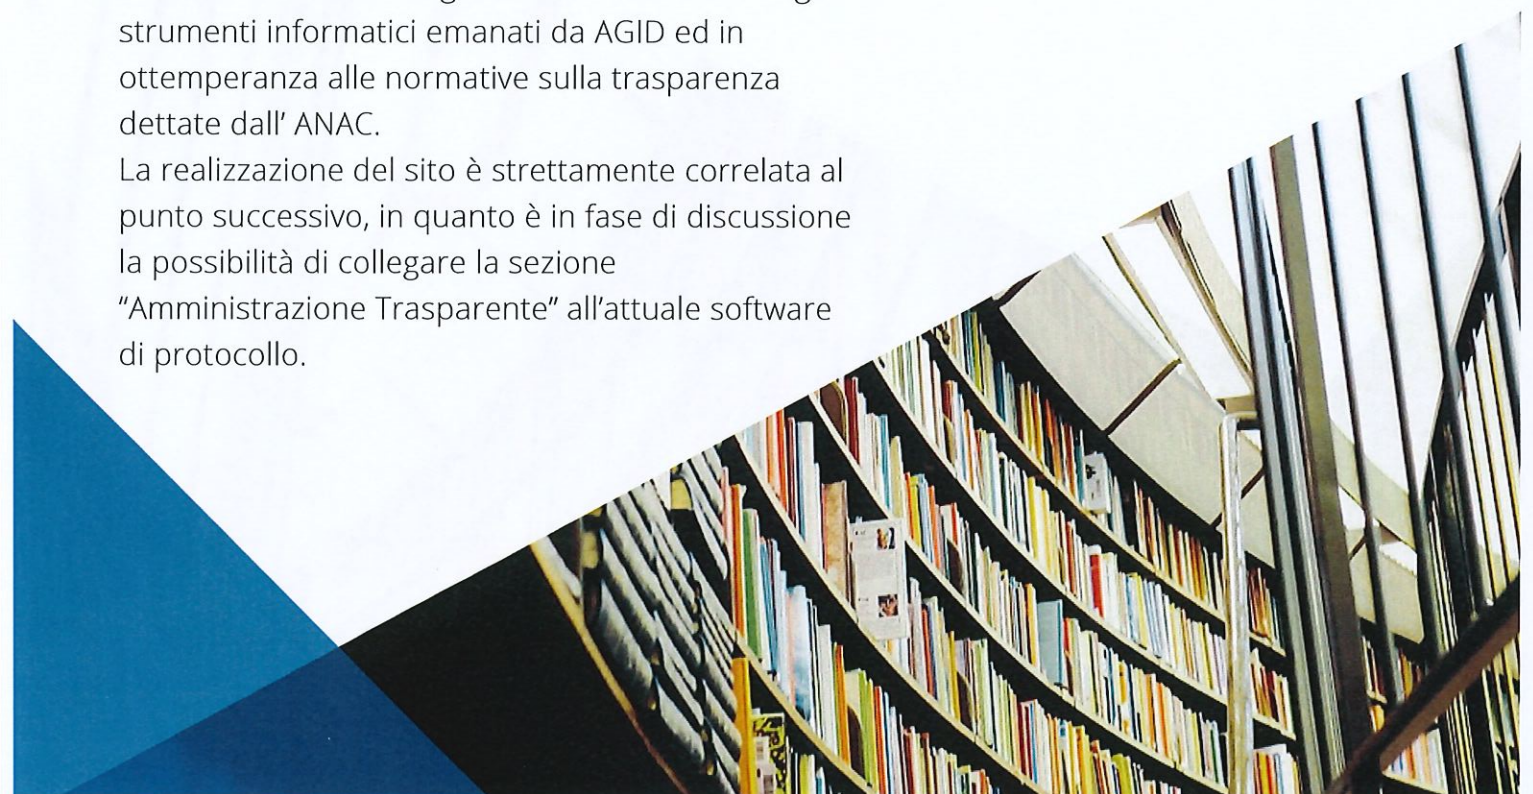 strumenti informatici emanati da AGID ed in
ottemperanza alle normative sulla trasparenza
dettate dall' ANAC.
La realizzazione del sito è strettamente correlata al
punto successivo, in quanto è in fase di discussione
la possibilità di collegare la sezione
“Amministrazione Trasparente” all’attuale software
di protocollo.